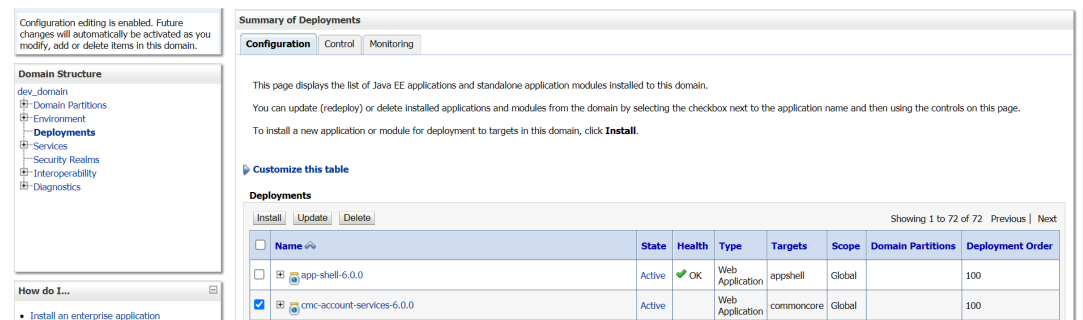 Configuration editing is enabled. Future
changes will automatically be activated as you
modify, add or delete items in this domain.
Domain Structure
dev_domain
Domain Partitions
Environment
Deployments
Services
Security Realms
Interoperability
Diagnostics
How do I...
Install an enterprise application
Summary of Deployments
Configuration Control Monitoring
This page displays the list of Java EE applications and standalone application modules installed to this domain.
You can update (redeploy) or delete installed applications and modules from the domain by selecting the checkbox next to the application name and then using the controls on this page.
To install a new application or module for deployment to targets in this domain, click Install.
Customize this table
Deployments
Install Update Delete Showing 1 to 72 of 72 Previous | Next
Name State Health Type Targets Scope Domain Partitions Deployment Order
app-shell-6.0.0 Active OK Web Application appshell Global 100
cmc-account-services-6.0.0 Active Web Application commoncore Global 100